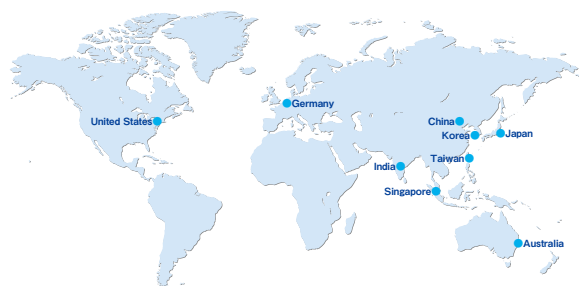 Germany
United States
China
Korea
Japan
Taiwan
India
Singapore
Australia